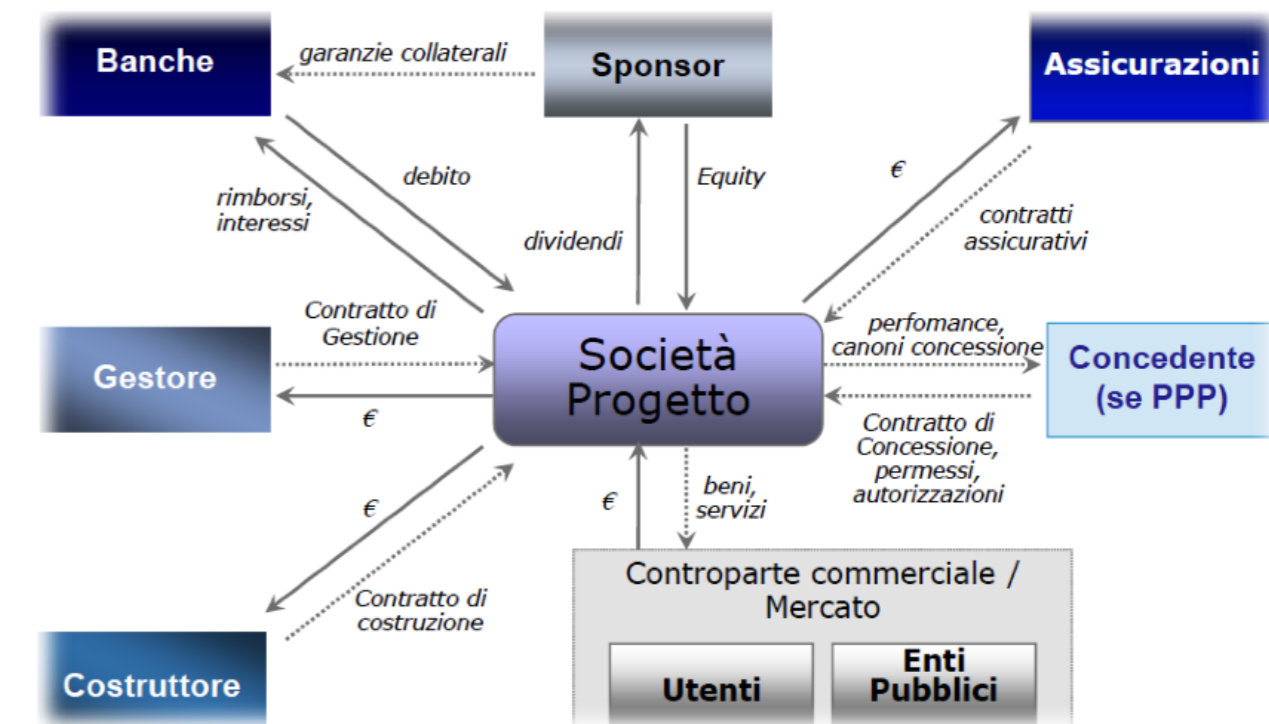 Banche
garanzie collaterali
Sponsor
Assicurazioni
rimborsi,
interessi
debito
dividendi
Equity
€
contratti
assicurativi
Gestore
Contratto di
Gestione
€
Società
Progetto
perfomance,
canoni concessione
Contratto di
Concessione,
permessi,
autorizzazioni
Concedente
(se PPP)
€
Contratto di
costruzione
Costruttore
€
beni,
servizi
Controparte commerciale /
Mercato
Utenti
Enti
Pubblici